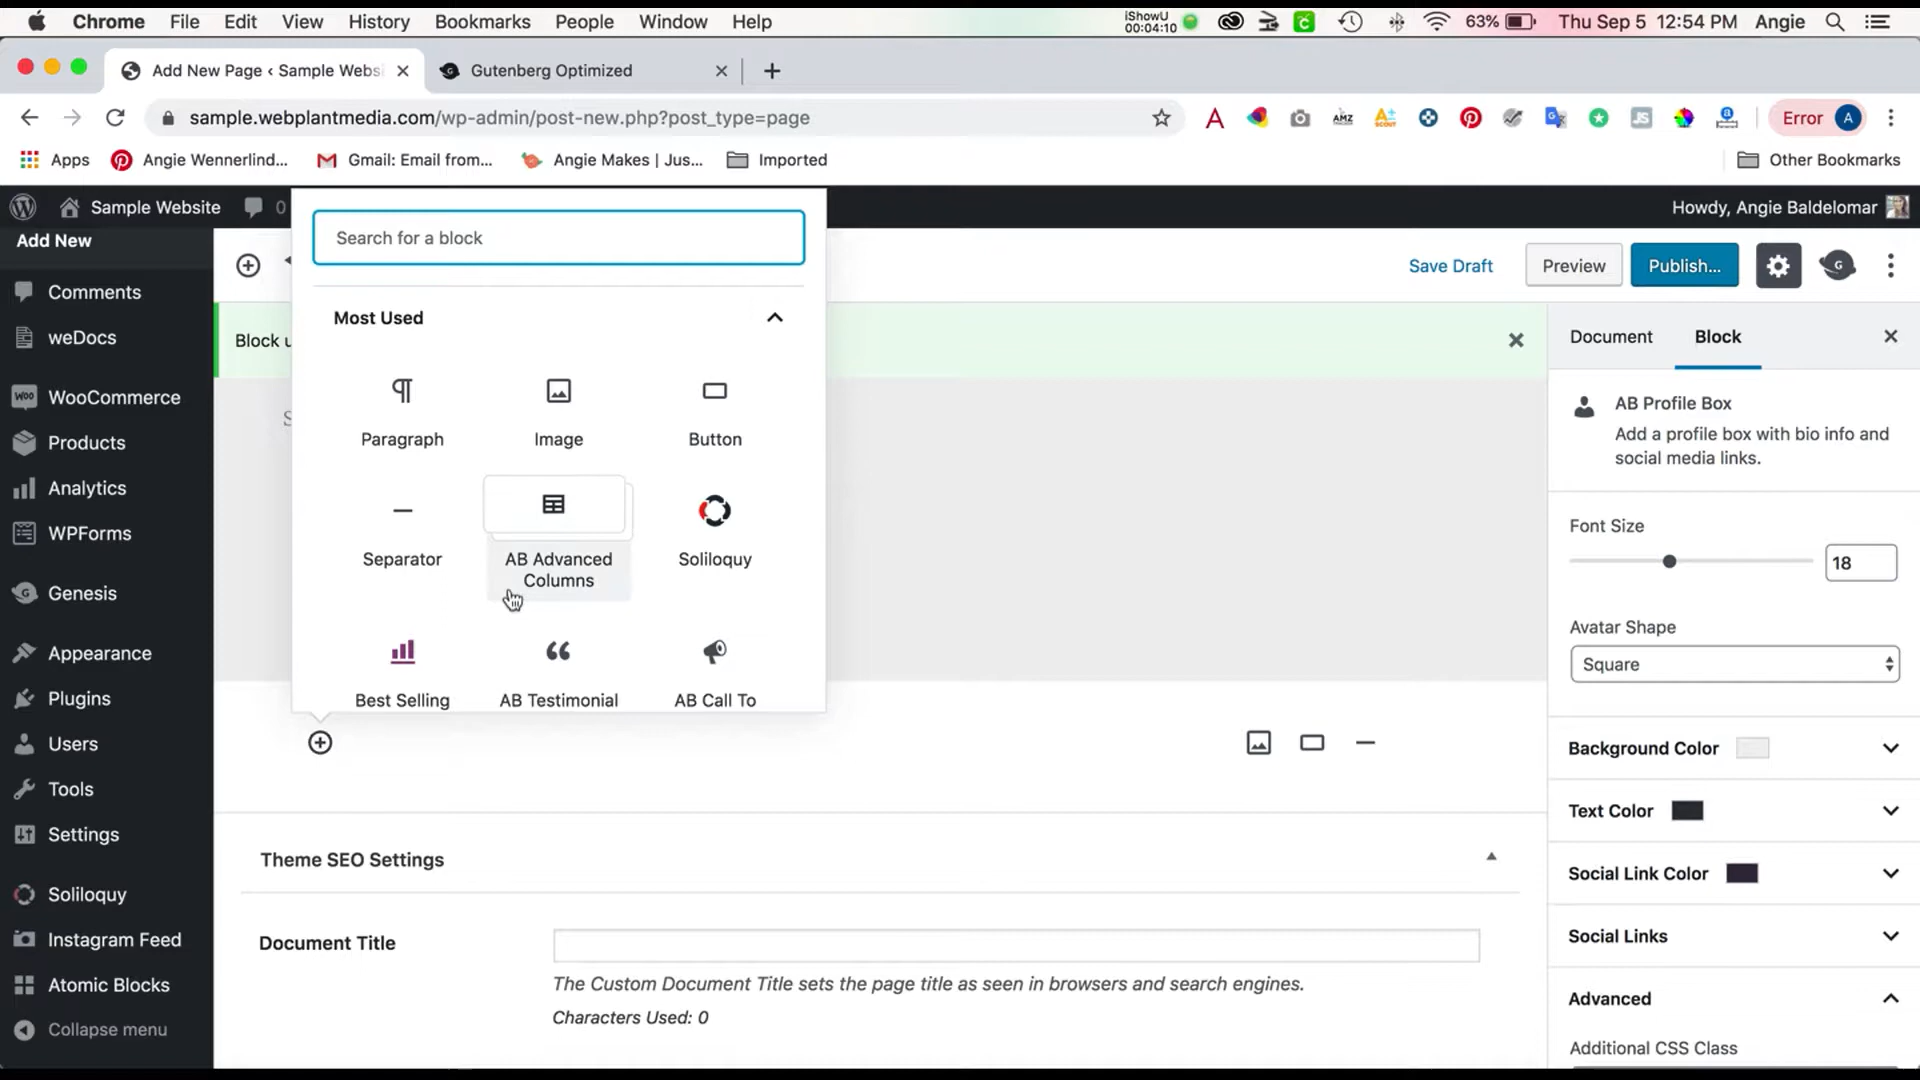 Chrome File Edit View History Bookmarks People Window Help
iShowU
00:04:10
63% Thu Sep 5 12:54 PM Angie
Add New Page ‹ Sample Websi
Gutenberg Optimized
sample.webplantmedia.com/wp-admin/post-new.php?post_type=page
Error A
Apps Angie Wennerlind... Gmail: Email from... Angie Makes | Jus... Imported Other Bookmarks
Sample Website 0 Howdy, Angie Baldelomar
Add New
Comments
weDocs
WooCommerce
Products
Analytics
WPForms
Genesis
Appearance
Plugins
Users
Tools
Settings
Soliloquy
Instagram Feed
Atomic Blocks
Collapse menu
Search for a block
Most Used
Paragraph Image Button
Separator AB Advanced Columns Soliloquy
Best Selling AB Testimonial AB Call To
Save Draft Preview Publish...
Block u
Theme SEO Settings
Document Title
The Custom Document Title sets the page title as seen in browsers and search engines.
Characters Used: 0
Document Block
AB Profile Box
Add a profile box with bio info and
social media links.
Font Size
18
Avatar Shape
Square
Background Color
Text Color
Social Link Color
Social Links
Advanced
Additional CSS Class